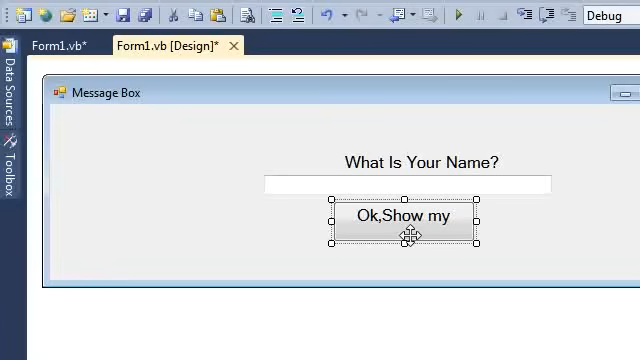 Debug
Form1.vb*
Form1.vb [Design]*
Data Sources
Toolbox
Message Box
What Is Your Name?
Ok,Show my